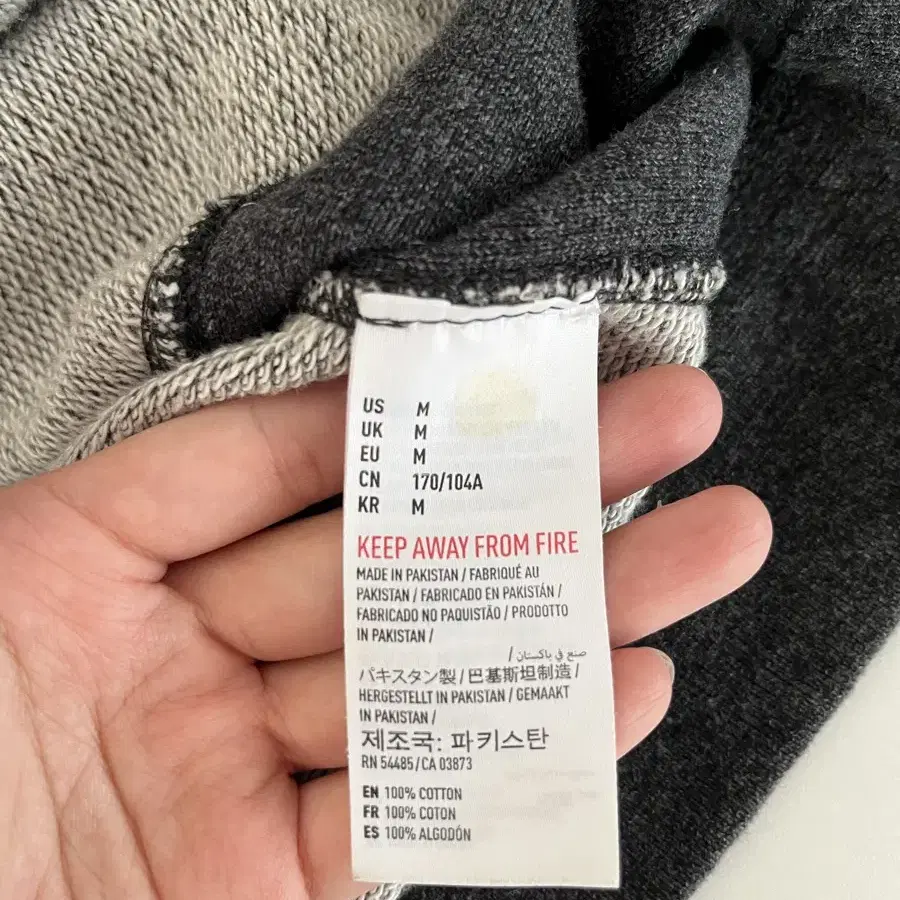 US M
UK M
EU M
CN 170/104A
KR M
KEEP AWAY FROM FIRE
MADE IN PAKISTAN / FABRIQUÉ AU
PAKISTAN / FABRICADO EN PAKISTÁN /
FABRICADO NO PAQUISTÃO / PRODOTTO
IN PAKISTAN /
صنع في باكستان /
パキスタン製 / 巴基斯坦制造 /
HERGESTELLT IN PAKISTAN / GEMAAKT
IN PAKISTAN /
제조국: 파키스탄
RN 54485/CA 03873
EN 100% COTTON
FR 100% COTON
ES 100% ALGODÓN